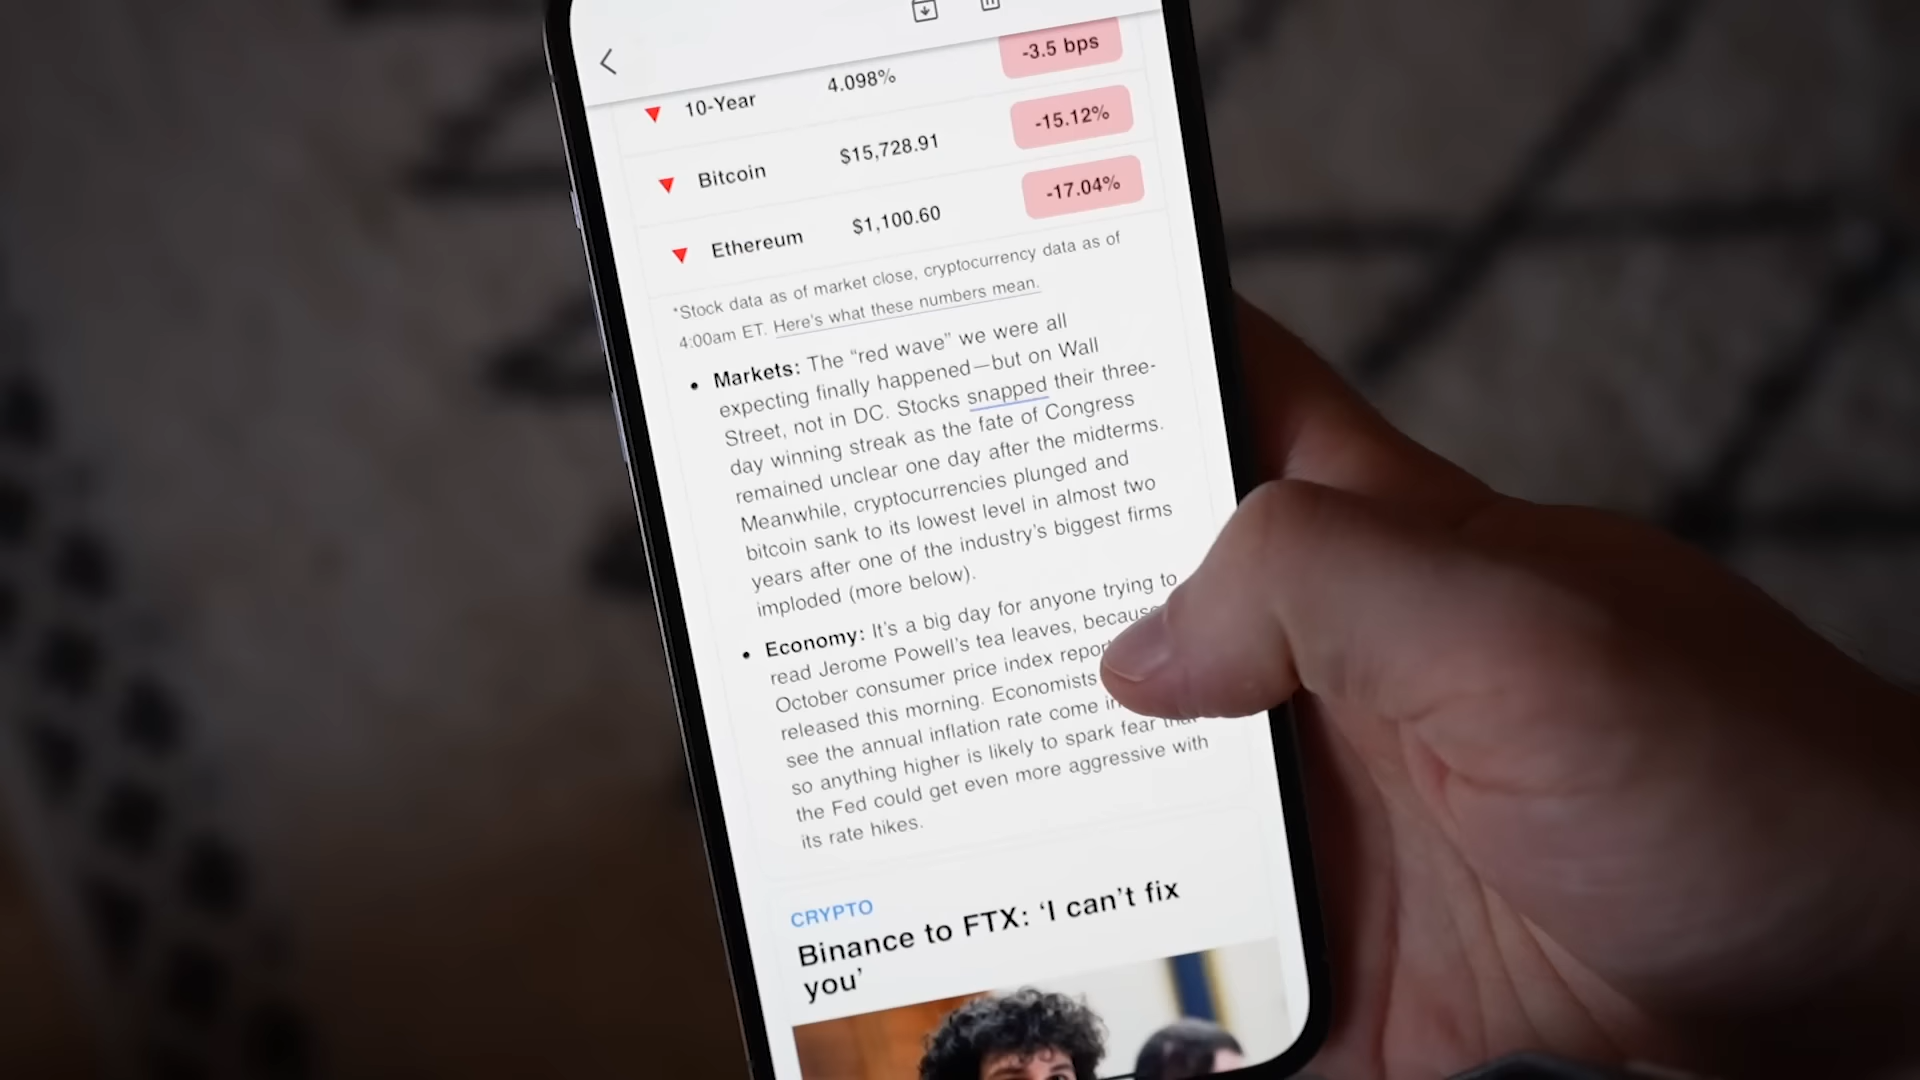 10-Year 4.098% -3.5 bps
Bitcoin $15,728.91 -15.12%
Ethereum $1,100.60 -17.04%
*Stock data as of market close, cryptocurrency data as of
4:00am ET. Here's what these numbers mean.
• Markets: The “red wave” we were all
expecting finally happened—but on Wall
Street, not in DC. Stocks snapped their three-
day winning streak as the fate of Congress
remained unclear one day after the midterms.
Meanwhile, cryptocurrencies plunged and
bitcoin sank to its lowest level in almost two
years after one of the industry's biggest firms
imploded (more below).
• Economy: It's a big day for anyone trying to
read Jerome Powell's tea leaves, because
October consumer price index report
released this morning. Economists
see the annual inflation rate come in
so anything higher is likely to spark fear that
the Fed could get even more aggressive with
its rate hikes.
CRYPTO
Binance to FTX: ‘I can't fix
you’